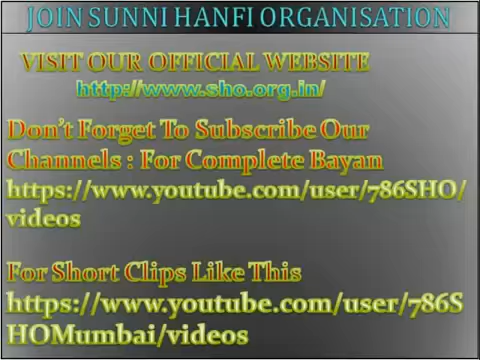 JOIN SUNNI HANFI ORGANISATION
VISIT OUR OFFICIAL WEBSITE
http://www.sho.org.in/
Don't Forget To Subscribe Our
Channels : For Complete Bayan
https://www.youtube.com/user/786SHO/
videos
For Short Clips Like This
https://www.youtube.com/user/786S
HOMumbai/videos